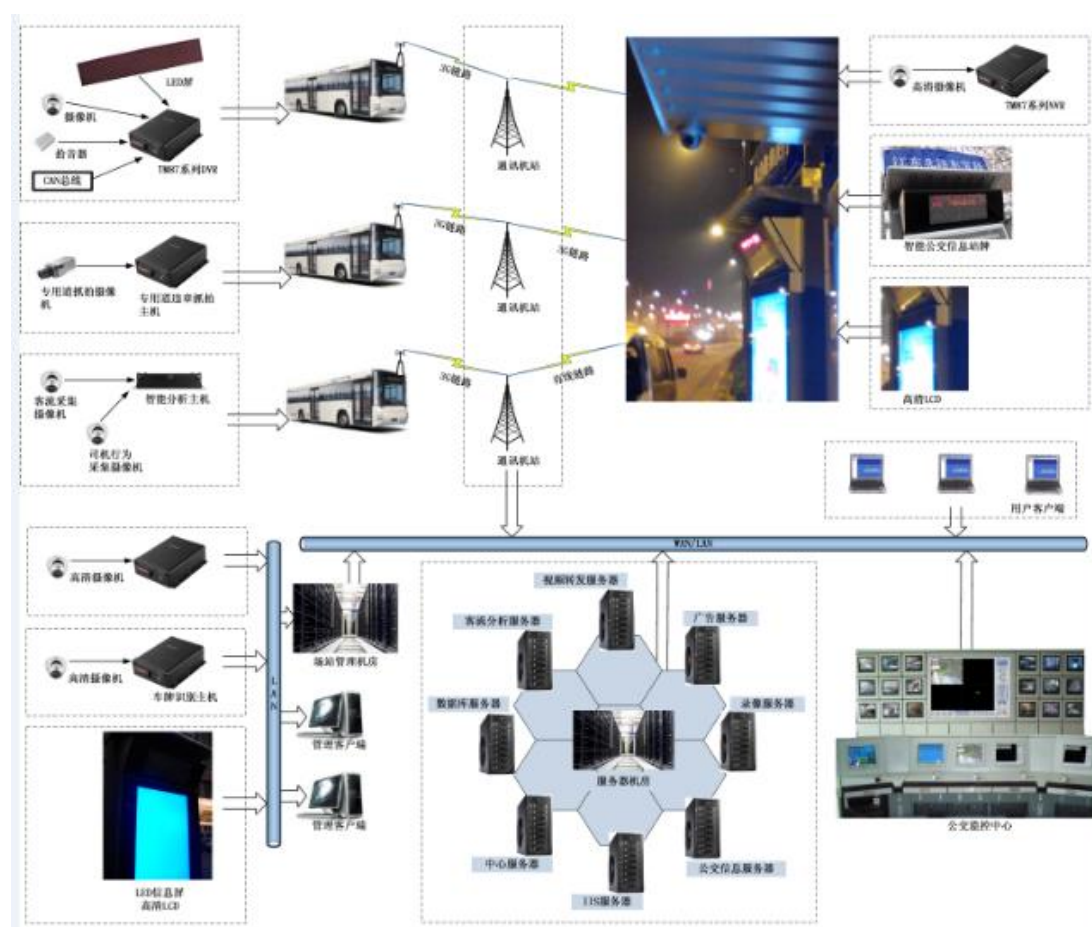 LED屏
摄像机
拾音器
CAN总线
TM87系列DVR
3G链路
通讯机站
高清摄像机
TM87系列NVR
智能公交信息站牌
高清LCD
专用道抓拍摄像
机
专用道违章抓拍
主机
3G链路
3G链路
通讯机站
客流采集
摄像机
智能分析主机
司机行为
采集摄像机
3G链路
有线链路
通讯机站
用户客户端
WAN/LAN
高清摄像机
高清摄像机
车牌识别主机
LED信息屏
高清LCD
LAN
场站管理机房
管理客户端
管理客户端
视频转发服务器
客流分析服务器
广告服务器
数据库服务器
录像服务器
服务器机房
中心服务器
公交信息服务器
IIS服务器
公交监控中心